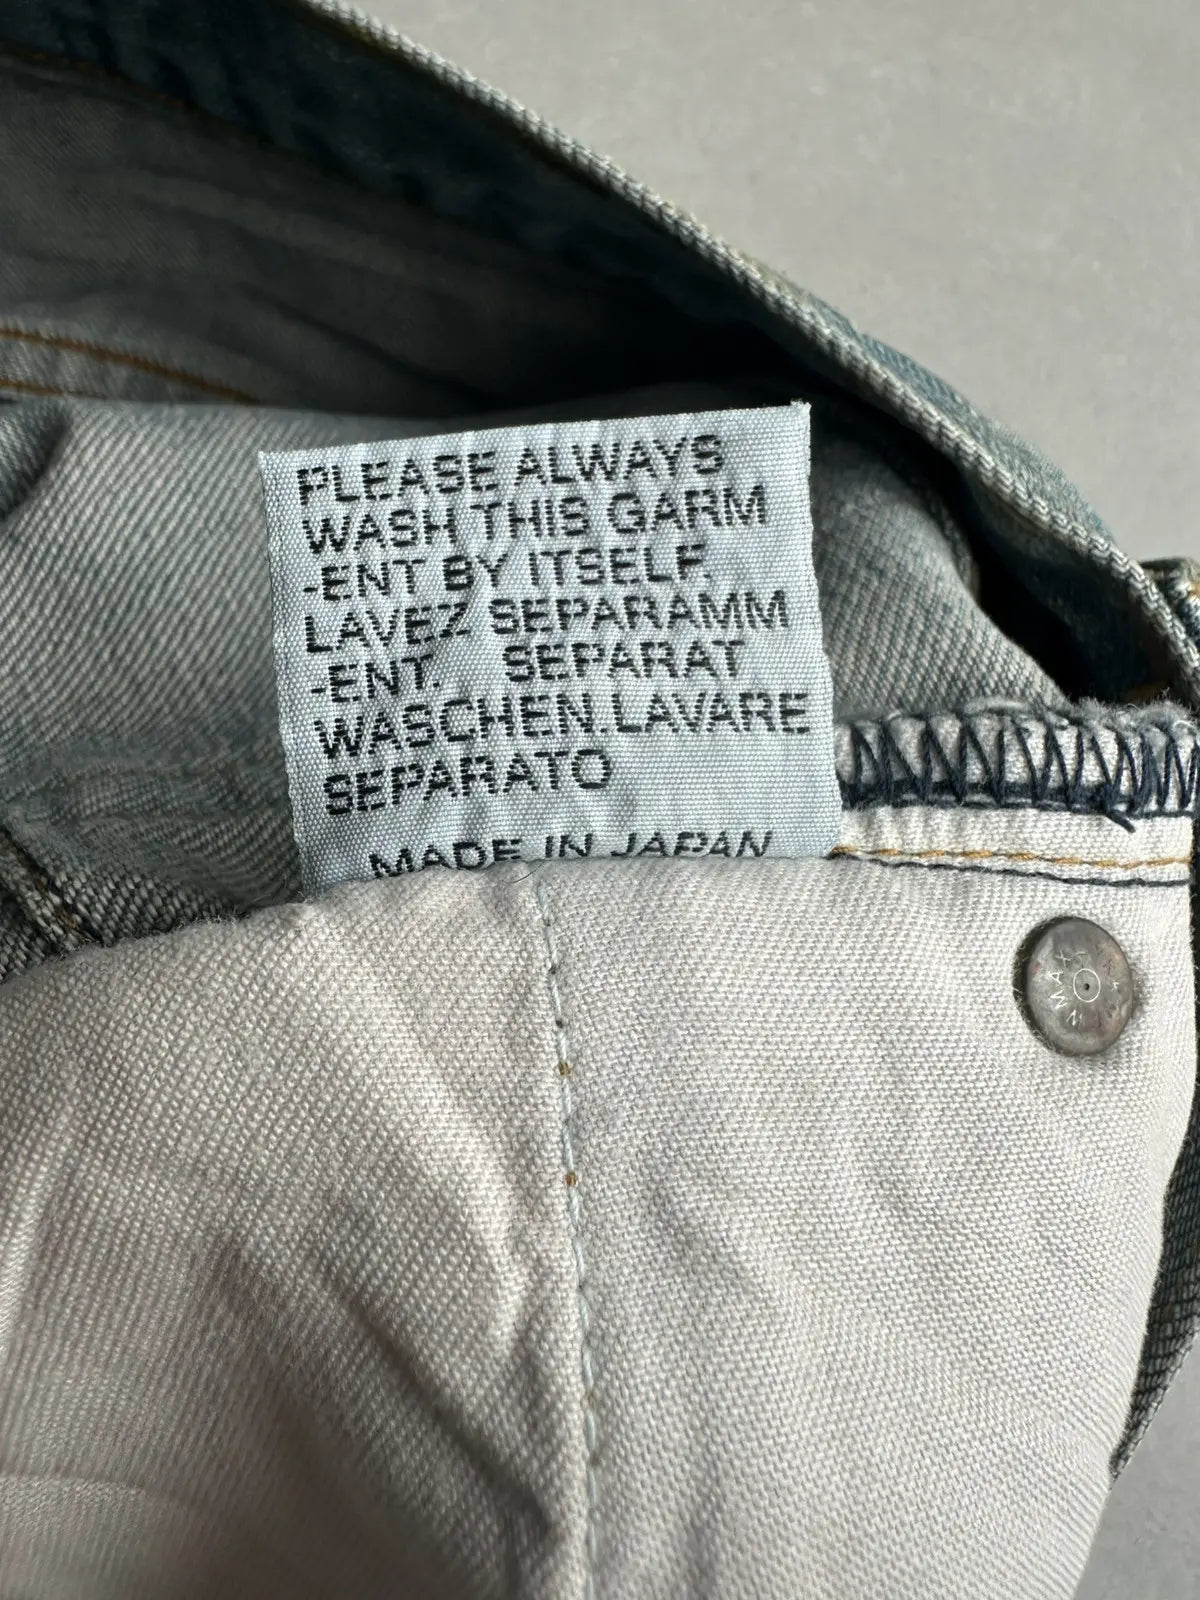 PLEASE ALWAYS
WASH THIS GARM
-ENT BY ITSELF.
LAVEZ SEPARAMM
-ENT. SEPARAT
WASCHEN.LAVARE
SEPARATO
MADE IN JAPAN